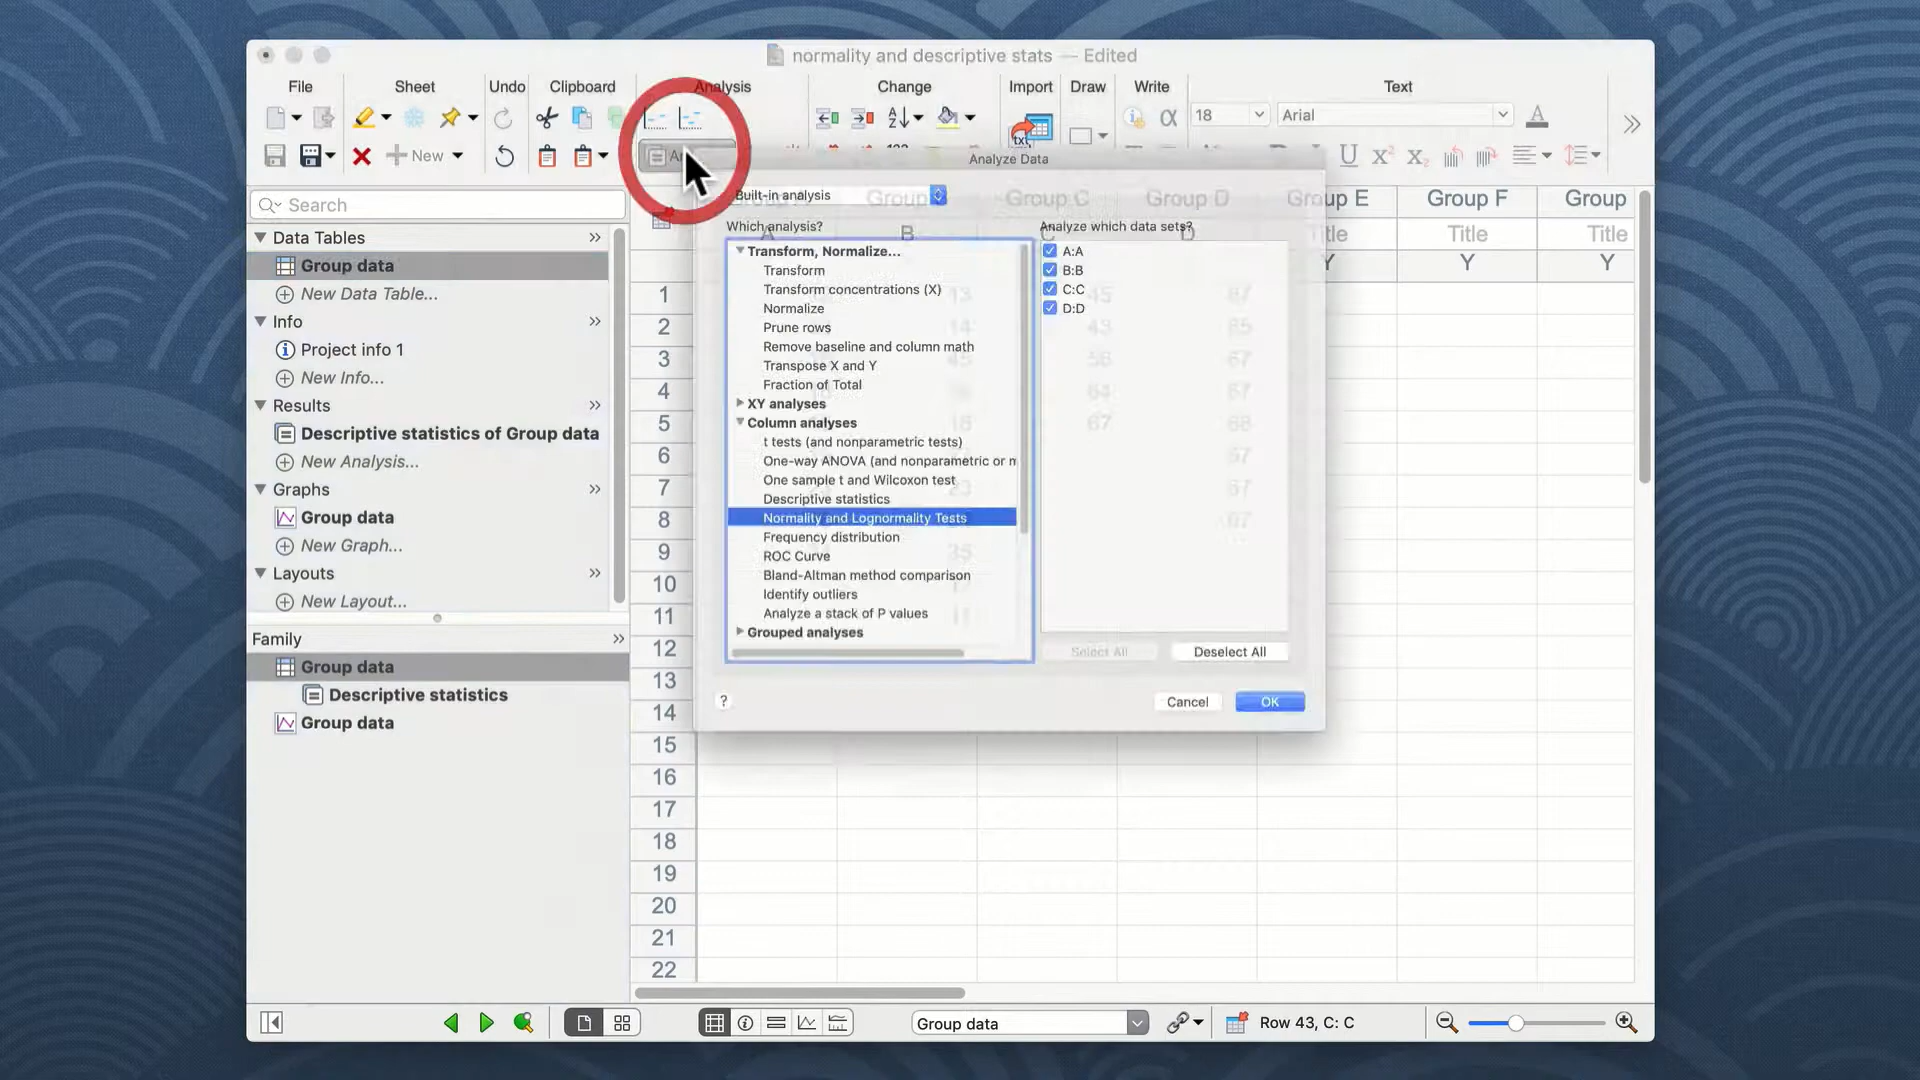 normality and descriptive stats — Edited
File
Sheet
Undo
Clipboard
Analysis
Change
Import
Draw
Write
Text
18
Arial
New
Analyze Data
Search
Data Tables
Group data
New Data Table...
Info
Project info 1
New Info...
Results
Descriptive statistics of Group data
New Analysis...
Graphs
Group data
New Graph...
Layouts
New Layout...
Family
Group data
Descriptive statistics
Group data
Built-in analysis
Which analysis?
Transform, Normalize...
Transform
Transform concentrations (X)
Normalize
Prune rows
Remove baseline and column math
Transpose X and Y
Fraction of Total
XY analyses
Column analyses
t tests (and nonparametric tests)
One-way ANOVA (and nonparametric or m
One sample t and Wilcoxon test
Descriptive statistics
Normality and Lognormality Tests
Frequency distribution
ROC Curve
Bland-Altman method comparison
Identify outliers
Analyze a stack of P values
Grouped analyses
Analyze which data sets?
A:A
B:B
C:C
D:D
Select All
Deselect All
?
Cancel
OK
Group C
Group D
Group E
Group F
Group
A
B
C
D
Title
Title
Y
Y
Y
1
2
3
4
5
6
7
8
9
10
11
12
13
14
15
16
17
18
19
20
21
22
Group data
Row 43, C: C